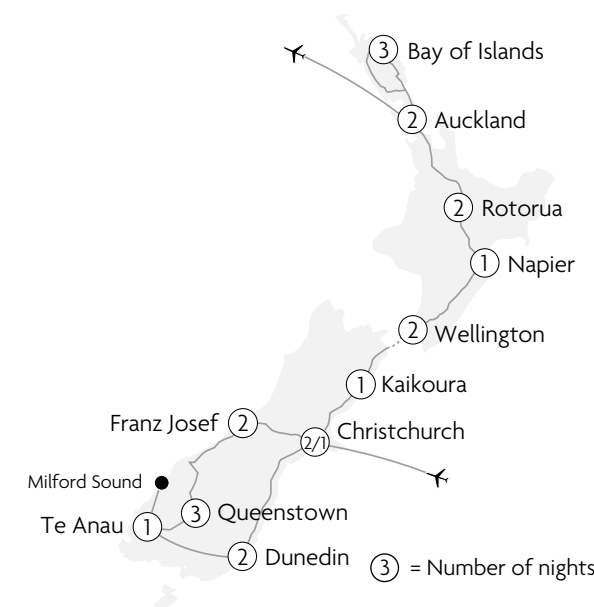 3 Bay of Islands
2 Auckland
2 Rotorua
1 Napier
2 Wellington
1 Kaikoura
Franz Josef 2
2/1 Christchurch
Milford Sound
3 Queenstown
Te Anau 1
2 Dunedin
3 = Number of nights